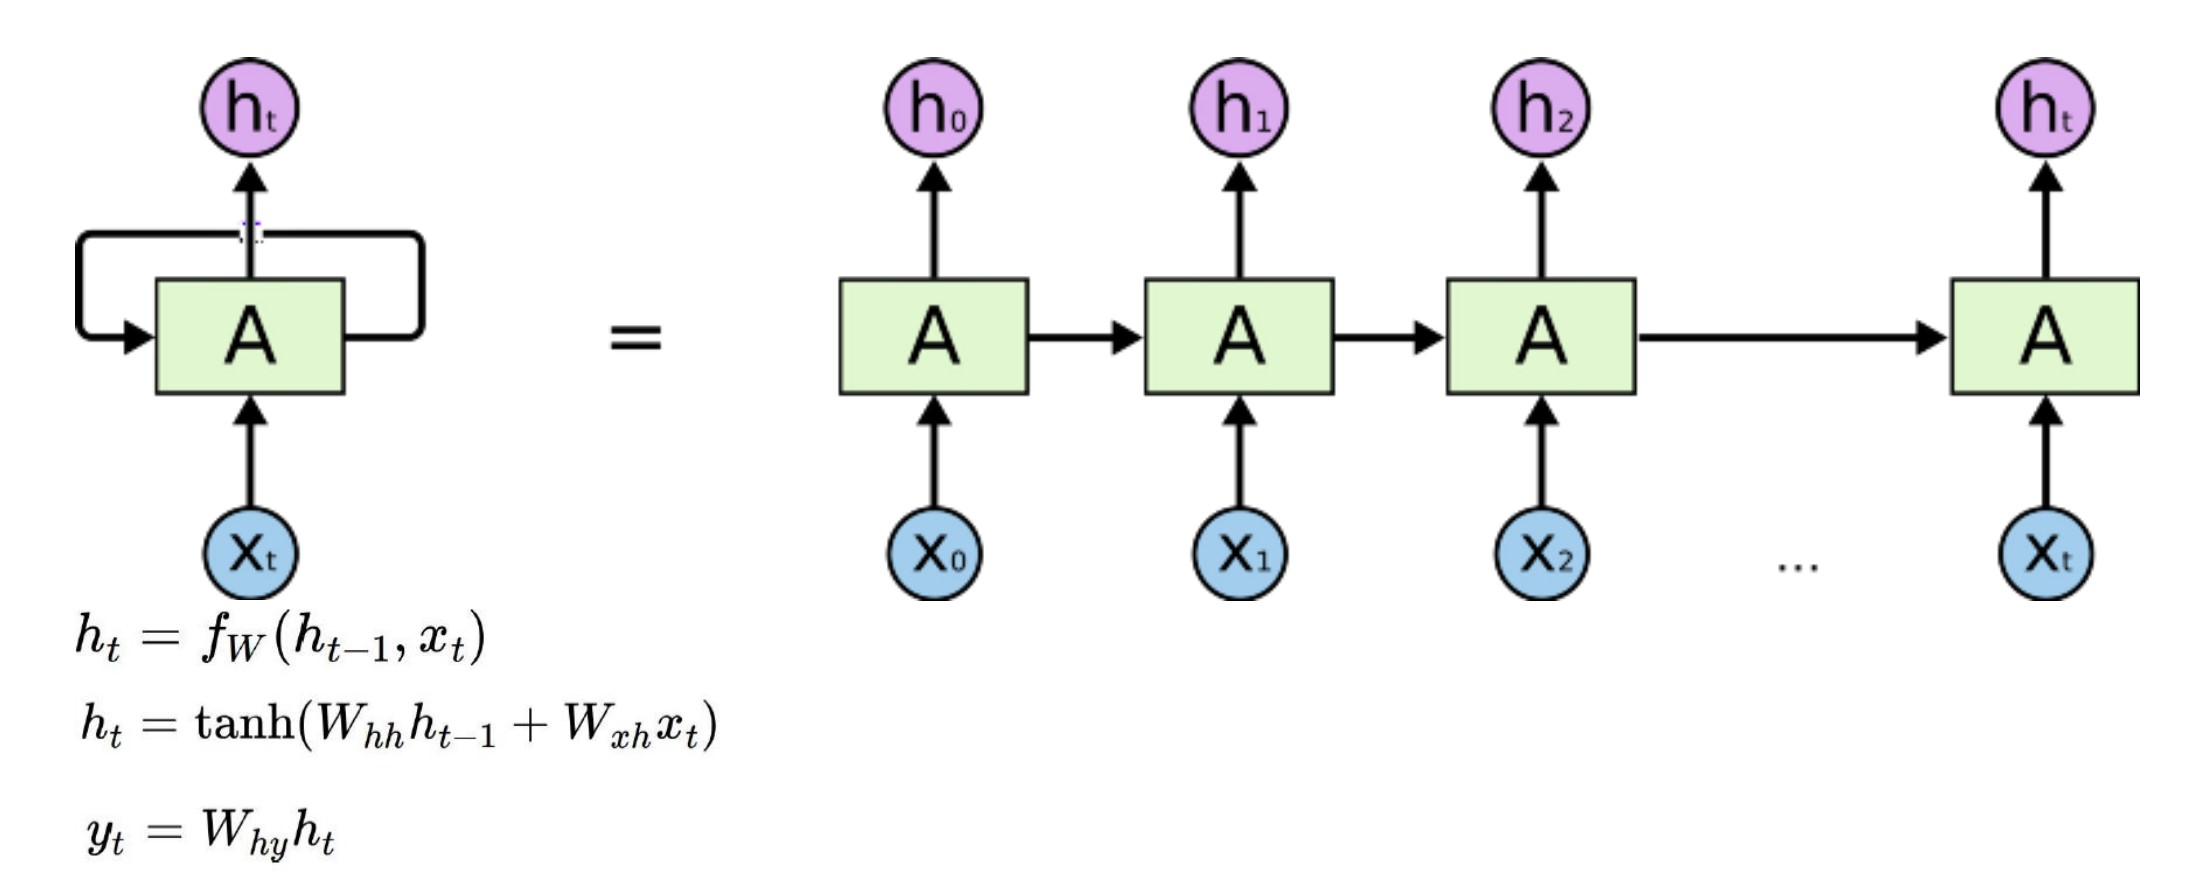 h_t h_0 h_1 h_2 h_t
A = A A A A
x_t x_0 x_1 x_2 ... x_t
h_t = f_W(h_{t-1}, x_t)
h_t = tanh(W_{hh}h_{t-1} + W_{xh}x_t)
y_t = W_{hy}h_t